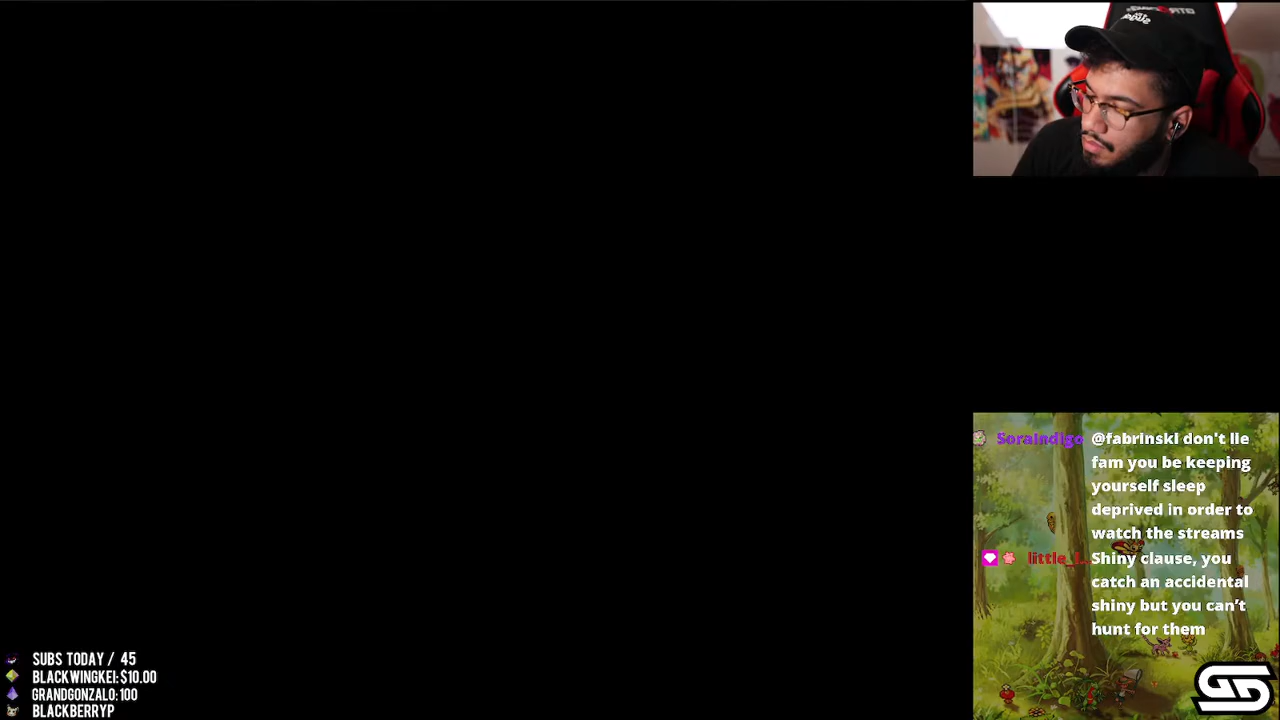 SoraIndigo @fabrinski don't lie
fam you be keeping
yourself sleep
deprived in order to
watch the streams
little_l... Shiny clause, you
catch an accidental
shiny but you can't
hunt for them
SUBS TODAY / 45
BLACKWINGKEI: $10.00
GRANDGONZALO: 100
BLACKBERRYP